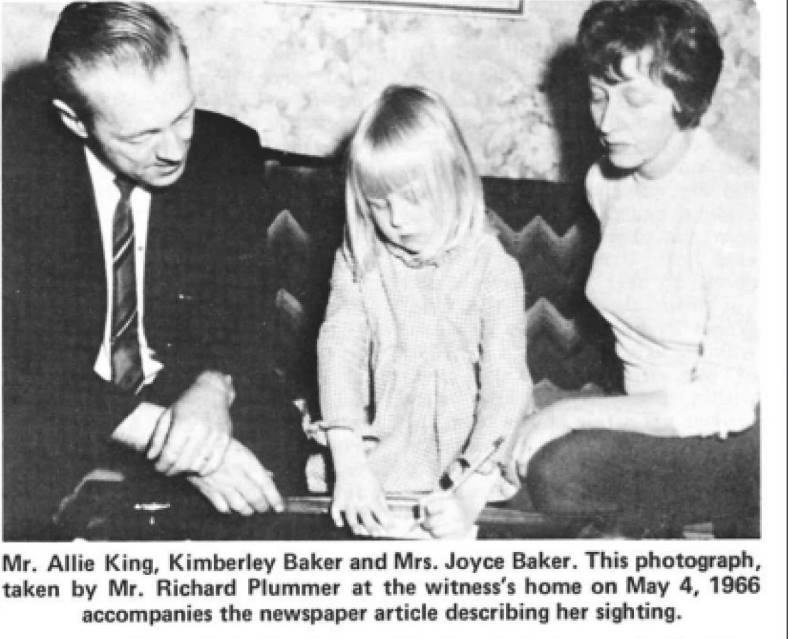 Mr. Allie King, Kimberley Baker and Mrs. Joyce Baker. This photograph,
taken by Mr. Richard Plummer at the witness's home on May 4, 1966
accompanies the newspaper article describing her sighting.